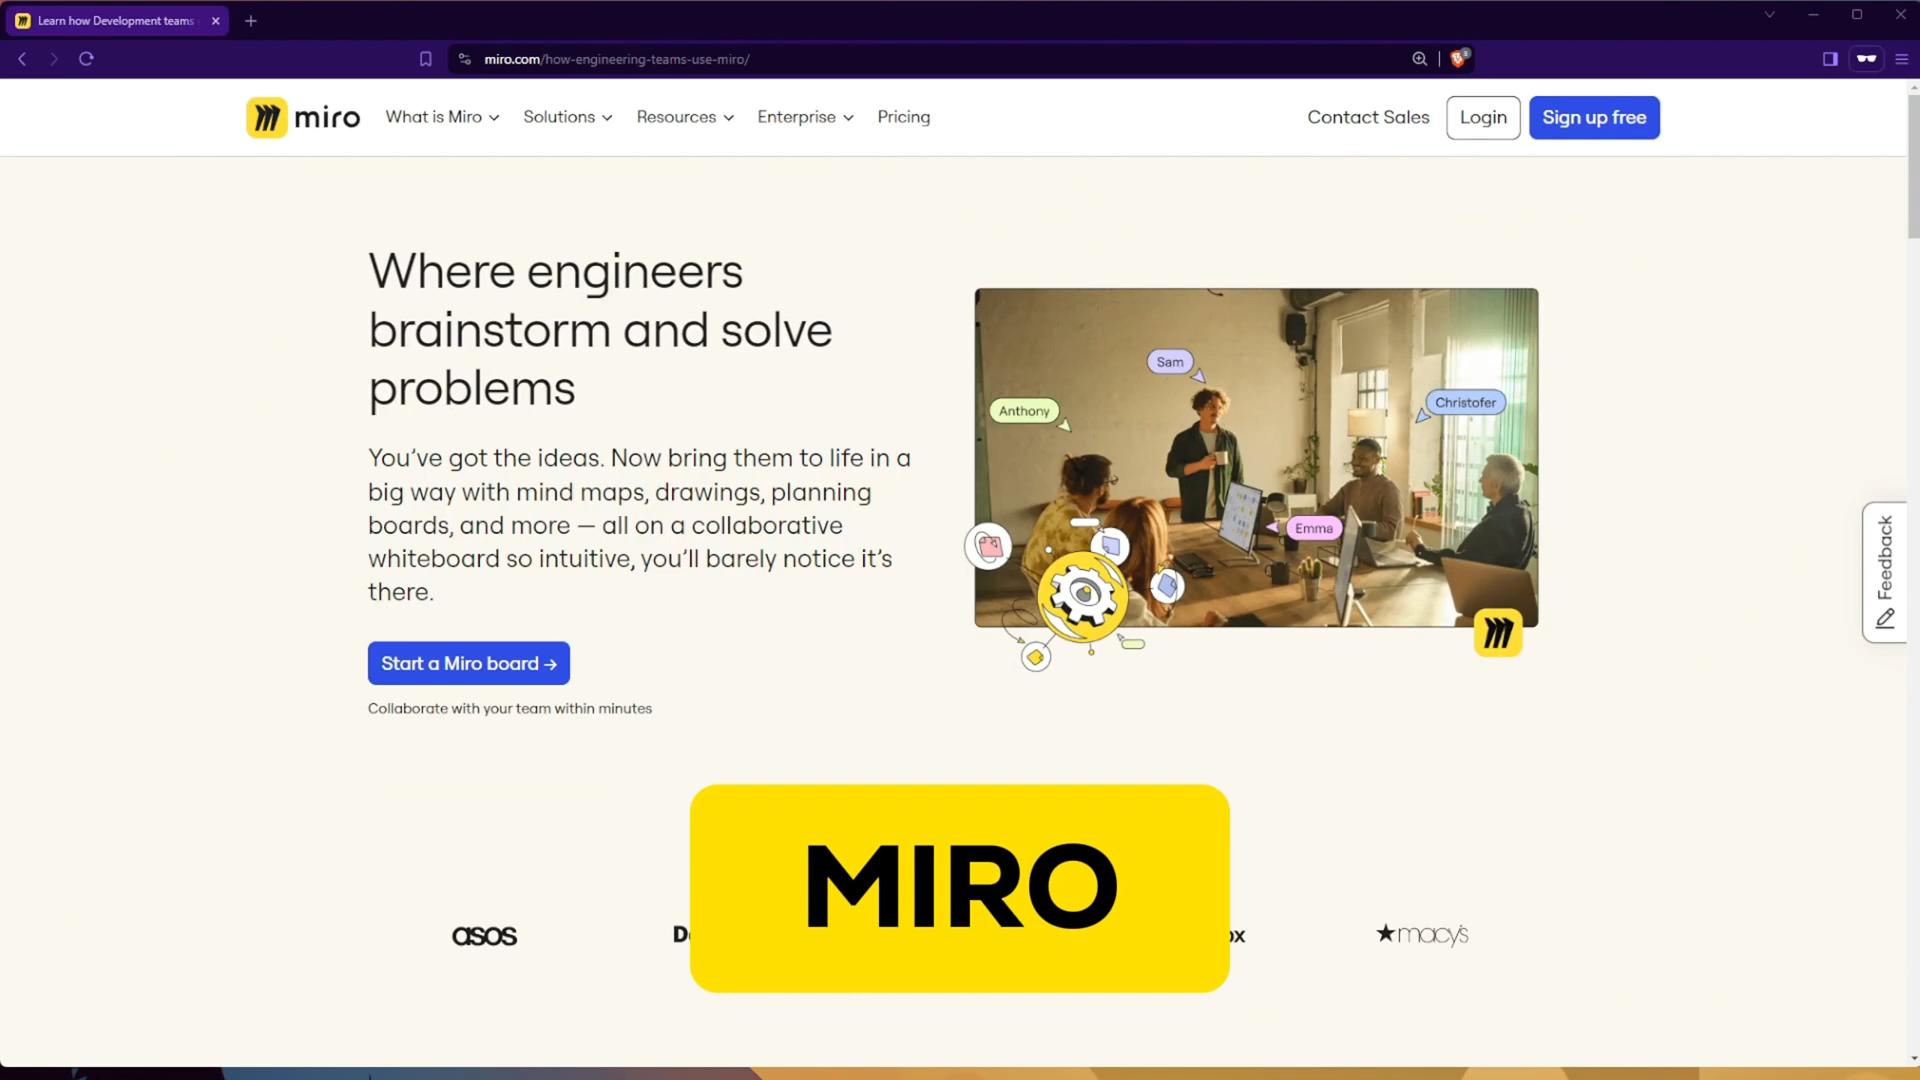 Learn how Development teams
miro.com/how-engineering-teams-use-miro/
miro
What is Miro
Solutions
Resources
Enterprise
Pricing
Contact Sales
Login
Sign up free
Where engineers
brainstorm and solve
problems
You’ve got the ideas. Now bring them to life in a
big way with mind maps, drawings, planning
boards, and more — all on a collaborative
whiteboard so intuitive, you’ll barely notice it’s
there.
Start a Miro board →
Collaborate with your team within minutes
Sam
Anthony
Christofer
Emma
Feedback
MIRO
asos
★macy's